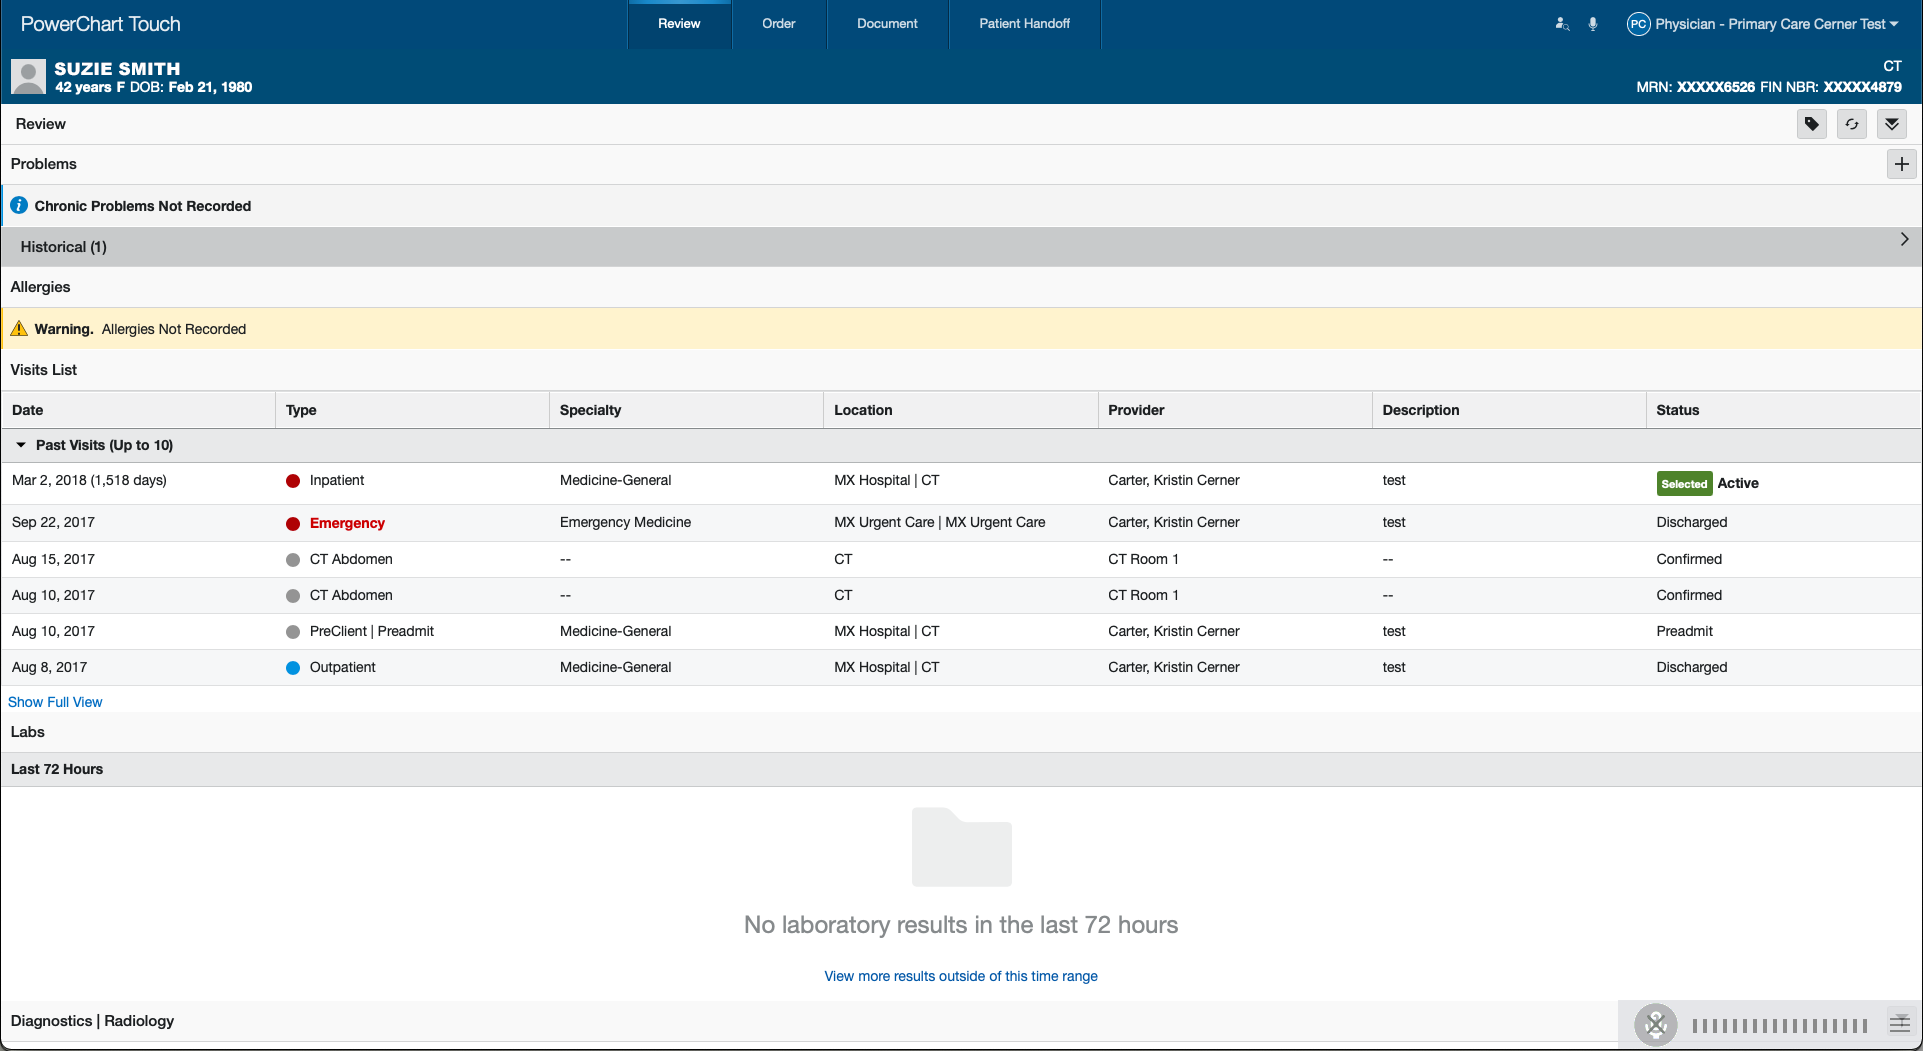 PowerChart Touch
Review Order Document Patient Handoff
PC Physician - Primary Care Cerner Test
SUZIE SMITH
42 years F DOB: Feb 21, 1980
CT
MRN: XXXXX6526 FIN NBR: XXXXX4879
Review
Problems
Chronic Problems Not Recorded
Historical (1)
Allergies
Warning. Allergies Not Recorded
Visits List
Date Type Specialty Location Provider Description Status
Past Visits (Up to 10)
Mar 2, 2018 (1,518 days) Inpatient Medicine-General MX Hospital | CT Carter, Kristin Cerner test Selected Active
Sep 22, 2017 Emergency Emergency Medicine MX Urgent Care | MX Urgent Care Carter, Kristin Cerner test Discharged
Aug 15, 2017 CT Abdomen -- CT CT Room 1 -- Confirmed
Aug 10, 2017 CT Abdomen -- CT CT Room 1 -- Confirmed
Aug 10, 2017 PreClient | Preadmit Medicine-General MX Hospital | CT Carter, Kristin Cerner test Preadmit
Aug 8, 2017 Outpatient Medicine-General MX Hospital | CT Carter, Kristin Cerner test Discharged
Show Full View
Labs
Last 72 Hours
No laboratory results in the last 72 hours
View more results outside of this time range
Diagnostics | Radiology